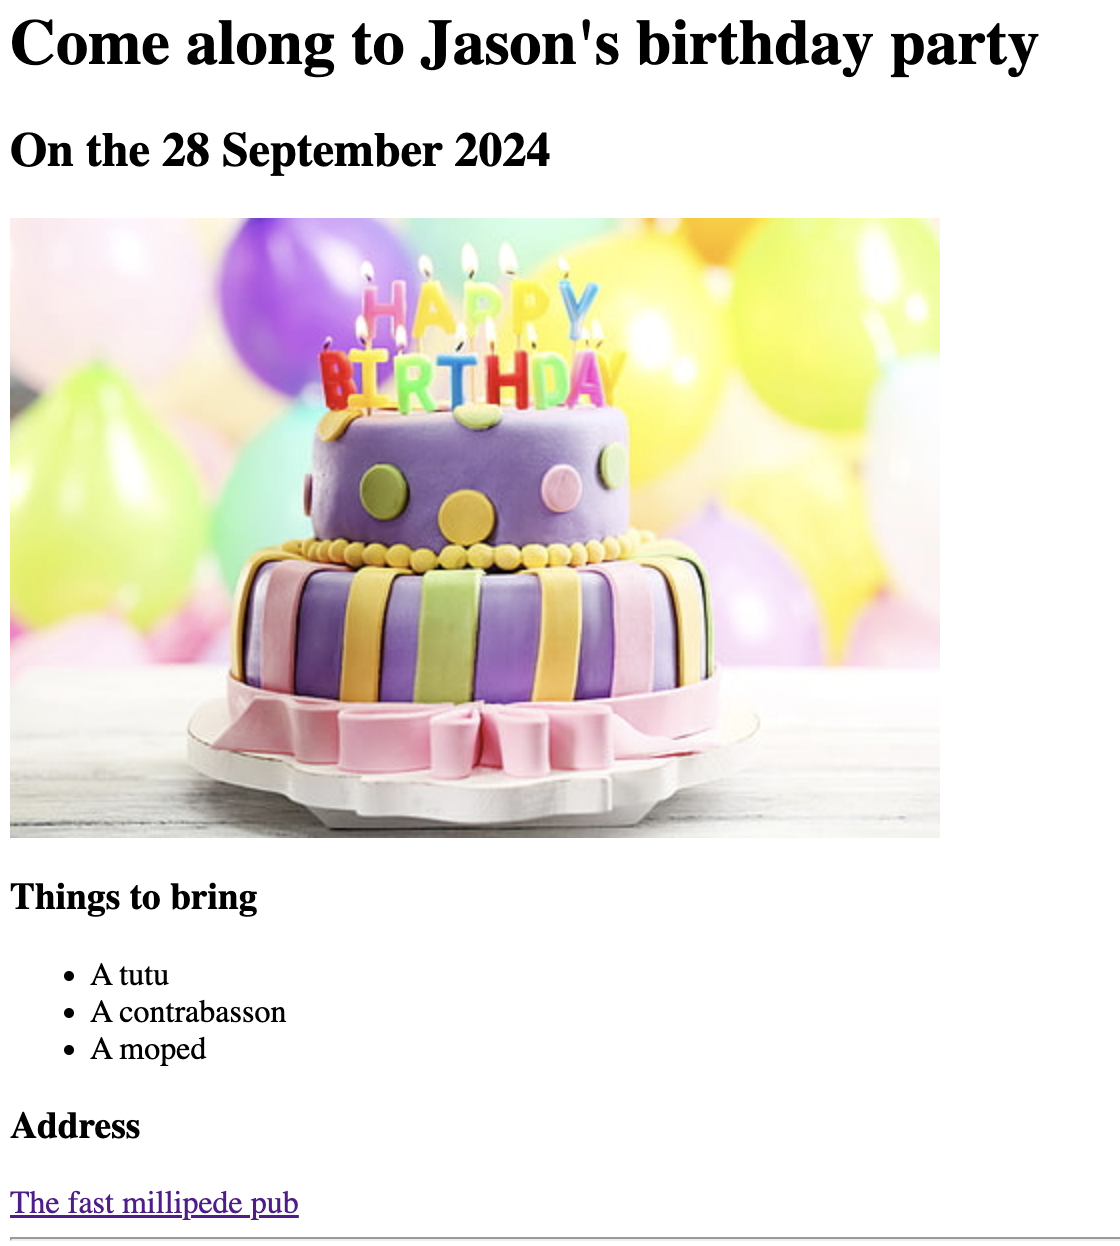 Come along to Jason's birthday party
On the 28 September 2024
HAPPY
BIRTHDAY
Things to bring
A tutu
A contrabasson
A moped
Address
The fast millipede pub